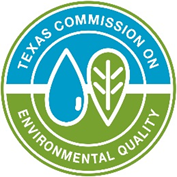 TEXAS COMMISSION ON
ENVIRONMENTAL QUALITY